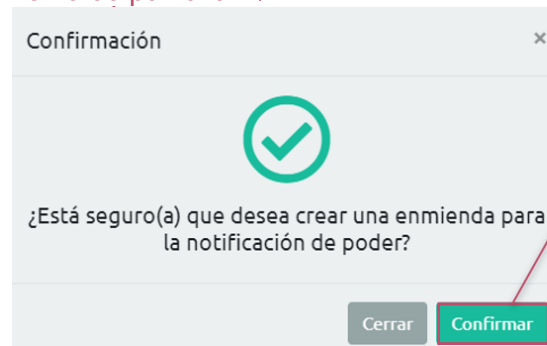 Confirmación
×
¿Está seguro(a) que desea crear una enmienda para
la notificación de poder?
Cerrar
Confirmar